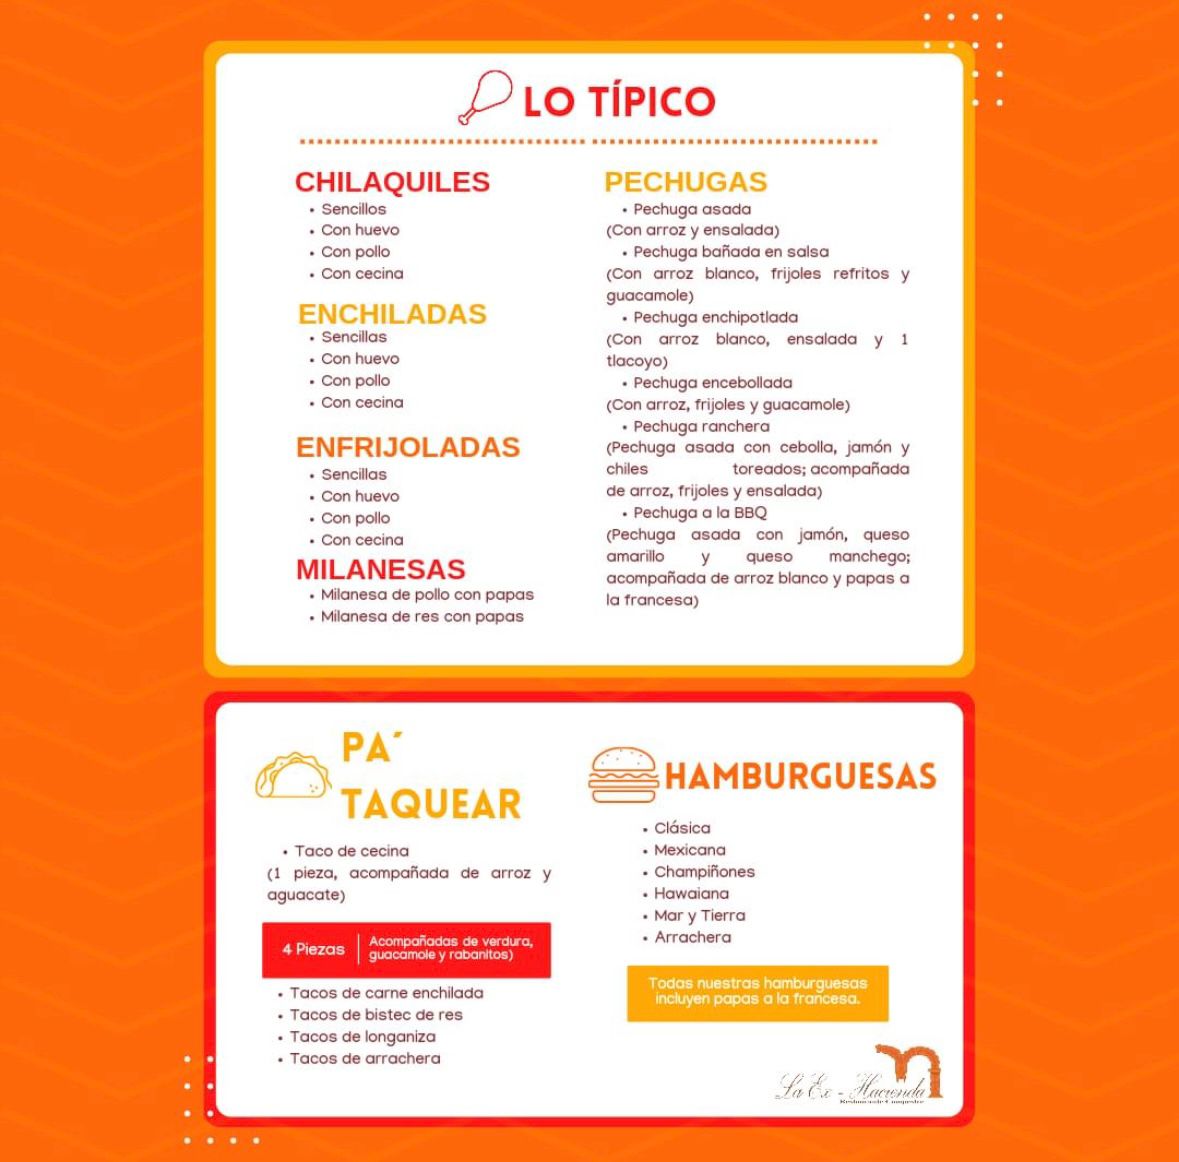 LO TÍPICO
CHILAQUILES
• Sencillos
• Con huevo
• Con pollo
• Con cecina
ENCHILADAS
• Sencillas
• Con huevo
• Con pollo
• Con cecina
ENFRIJOLADAS
• Sencillas
• Con huevo
• Con pollo
• Con cecina
MILANESAS
• Milanesa de pollo con papas
• Milanesa de res con papas
PECHUGAS
• Pechuga asada
(Con arroz y ensalada)
• Pechuga bañada en salsa
(Con arroz blanco, frijoles refritos y
guacamole)
• Pechuga enchipotlada
(Con arroz blanco, ensalada y 1
tlacoyo)
• Pechuga encebollada
(Con arroz, frijoles y guacamole)
• Pechuga ranchera
(Pechuga asada con cebolla, jamón y
chiles toreados; acompañada
de arroz, frijoles y ensalada)
• Pechuga a la BBQ
(Pechuga asada con jamón, queso
amarillo y queso manchego;
acompañada de arroz blanco y papas a
la francesa)
PA´
TAQUEAR
• Taco de cecina
(1 pieza, acompañada de arroz y
aguacate)
4 Piezas
Acompañadas de verdura,
guacamole y rabanitos)
• Tacos de carne enchilada
• Tacos de bistec de res
• Tacos de longaniza
• Tacos de arrachera
HAMBURGUESAS
• Clásica
• Mexicana
• Champiñones
• Hawaiana
• Mar y Tierra
• Arrachera
Todas nuestras hamburguesas
incluyen papas a la francesa.
La Ex - Hacienda
Restaurante Campestre